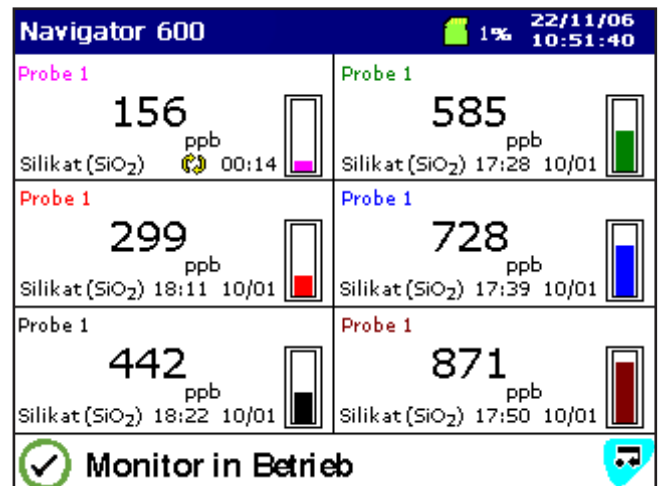 Navigator 600 1% 22/11/06
10:51:40
Probe 1
156
ppb
Silikat(SiO₂) 00:14
Probe 1
585
ppb
Silikat(SiO₂) 17:28 10/01
Probe 1
299
ppb
Silikat(SiO₂) 18:11 10/01
Probe 1
728
ppb
Silikat(SiO₂) 17:39 10/01
Probe 1
442
ppb
Silikat(SiO₂) 18:22 10/01
Probe 1
871
ppb
Silikat(SiO₂) 17:50 10/01
Monitor in Betrieb